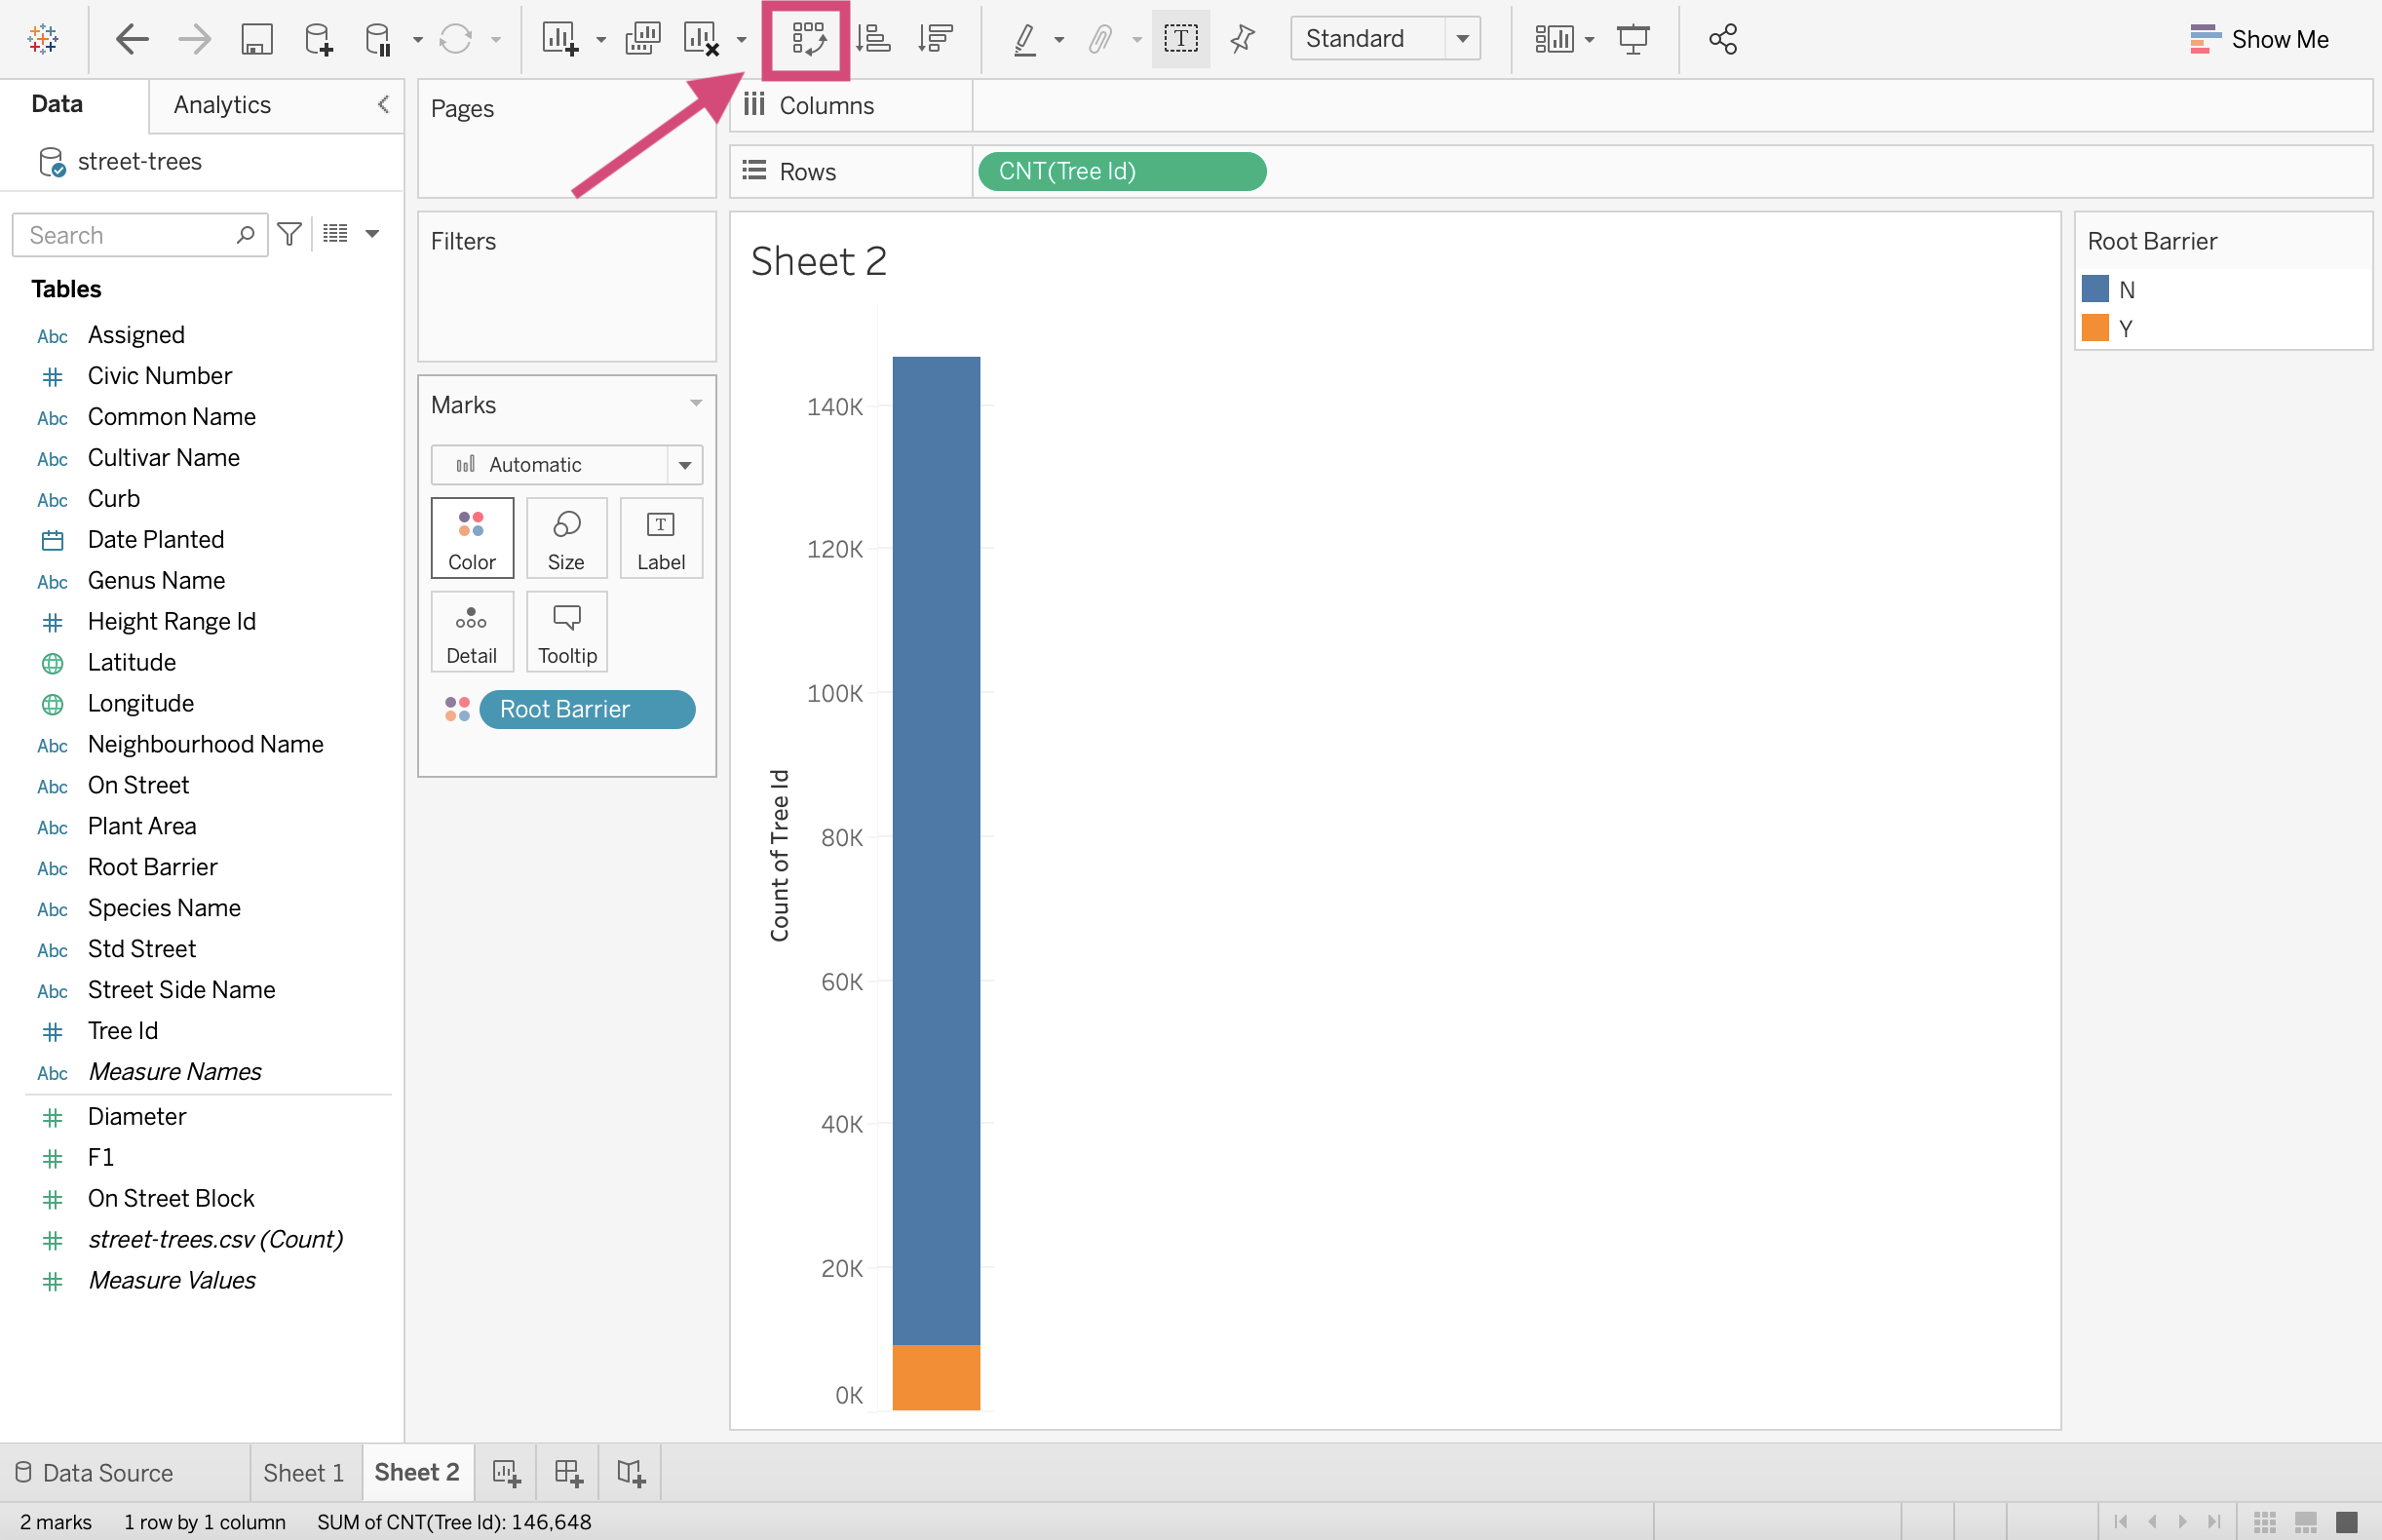 Standard
Show Me
Data
Analytics
street-trees
Search
Tables
Abc Assigned
Civic Number
Abc Common Name
Abc Cultivar Name
Abc Curb
Date Planted
Abc Genus Name
Height Range Id
Latitude
Longitude
Abc Neighbourhood Name
Abc On Street
Abc Plant Area
Abc Root Barrier
Abc Species Name
Abc Std Street
Abc Street Side Name
Tree Id
Abc Measure Names
Diameter
F1
On Street Block
street-trees.csv (Count)
Measure Values
Pages
Filters
Marks
Automatic
Color Size Label
Detail Tooltip
Root Barrier
Columns
Rows CNT(Tree Id)
Sheet 2
140K
120K
100K
80K
60K
40K
20K
0K
Count of Tree Id
Root Barrier
N
Y
Data Source Sheet 1 Sheet 2
2 marks 1 row by 1 column SUM of CNT(Tree Id): 146,648